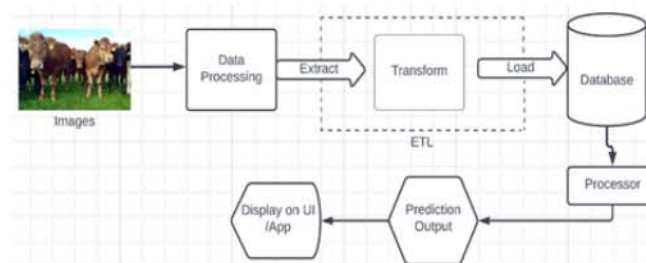 Images
Data
Processing
Extract
Transform
Load
ETL
Database
Processor
Prediction
Output
Display on UI
/App